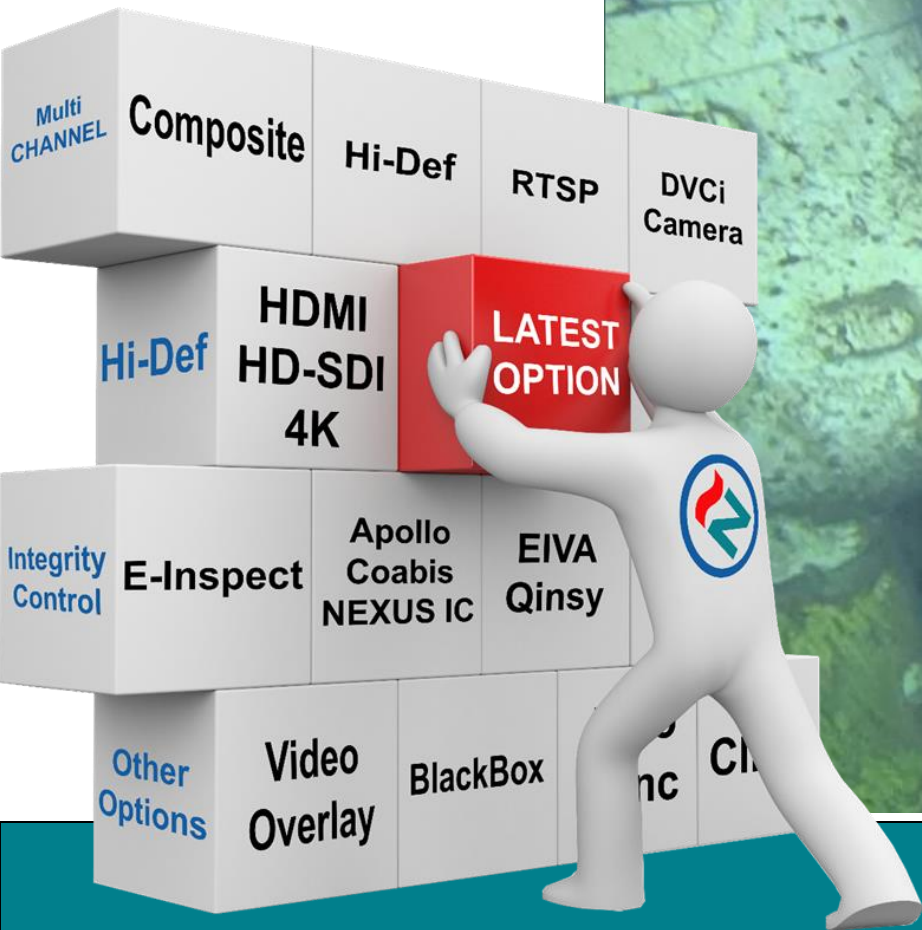 Multi
CHANNEL
Composite
Hi-Def
RTSP
DVCi
Camera
Hi-Def
HDMI
HD-SDI
4K
LATEST
OPTION
Integrity
Control
E-Inspect
Apollo
Coabis
NEXUS IC
EIVA
Qinsy
Other
Options
Video
Overlay
BlackBox